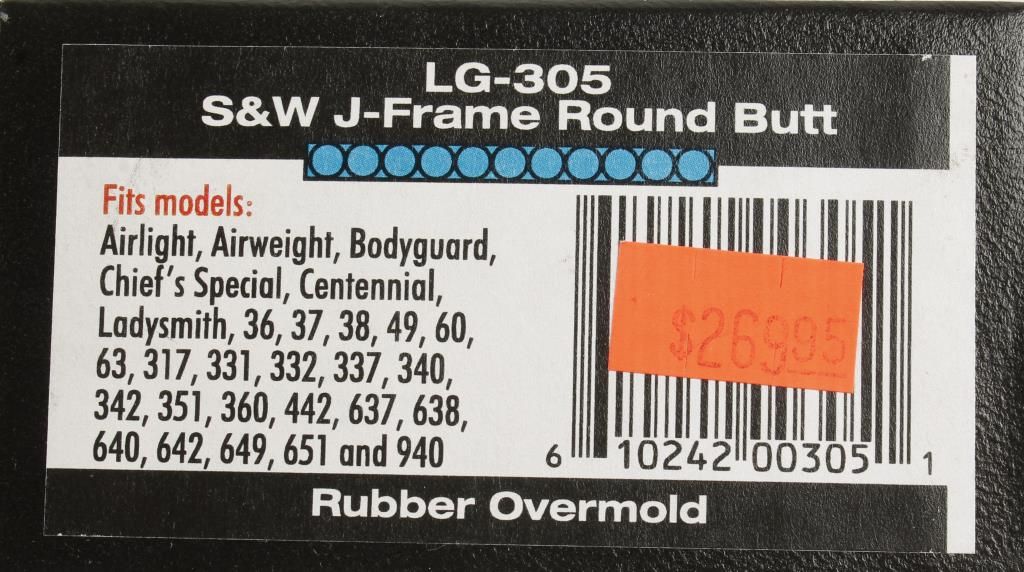 LG-305
S&W J-Frame Round Butt
Fits models:
Airlight, Airweight, Bodyguard,
Chief's Special, Centennial,
Ladysmith, 36, 37, 38, 49, 60,
63, 317, 331, 332, 337, 340,
342, 351, 360, 442, 637, 638,
640, 642, 649, 651 and 940
$269.95
6 10242 00305 1
Rubber Overmold